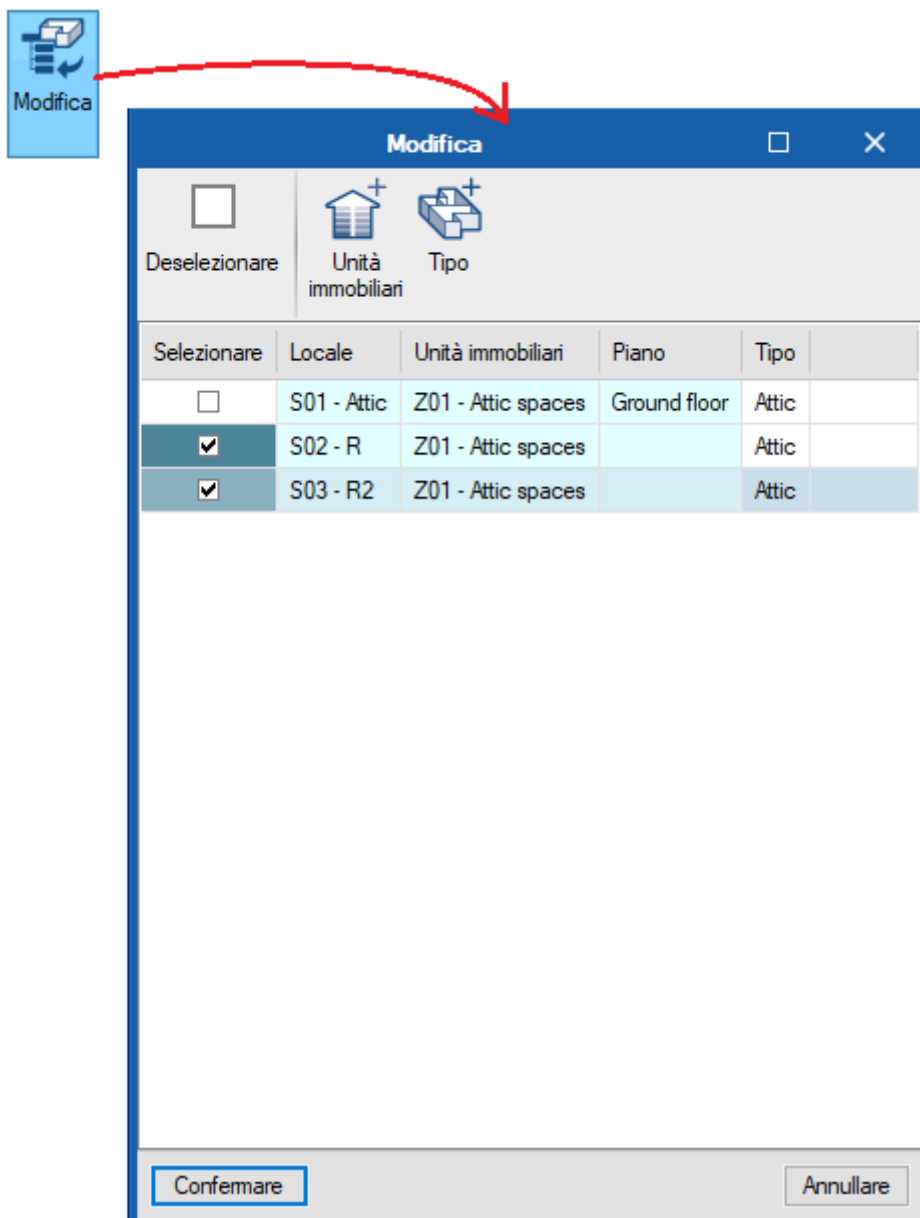 Modifica
Modifica
Deselezionare
Unità
immobiliari
Tipo
Selezionare Locale Unità immobiliari Piano Tipo
S01 - Attic Z01 - Attic spaces Ground floor Attic
S02 - R Z01 - Attic spaces Attic
S03 - R2 Z01 - Attic spaces Attic
Confermare Annullare